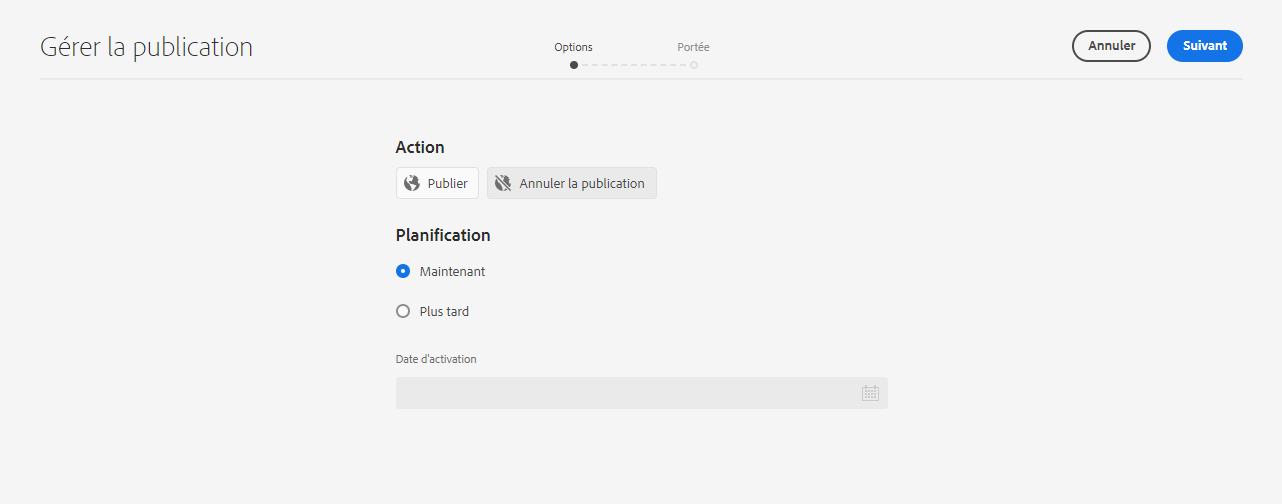 Gérer la publication
Options
Portée
Annuler
Suivant
Action
Publier
Annuler la publication
Planification
Maintenant
Plus tard
Date d'activation